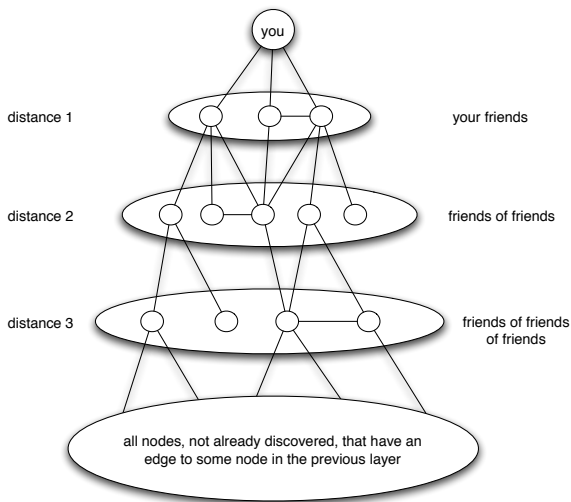 you
distance 1
your friends
distance 2
friends of friends
distance 3
friends of friends
of friends
all nodes, not already discovered, that have an
edge to some node in the previous layer